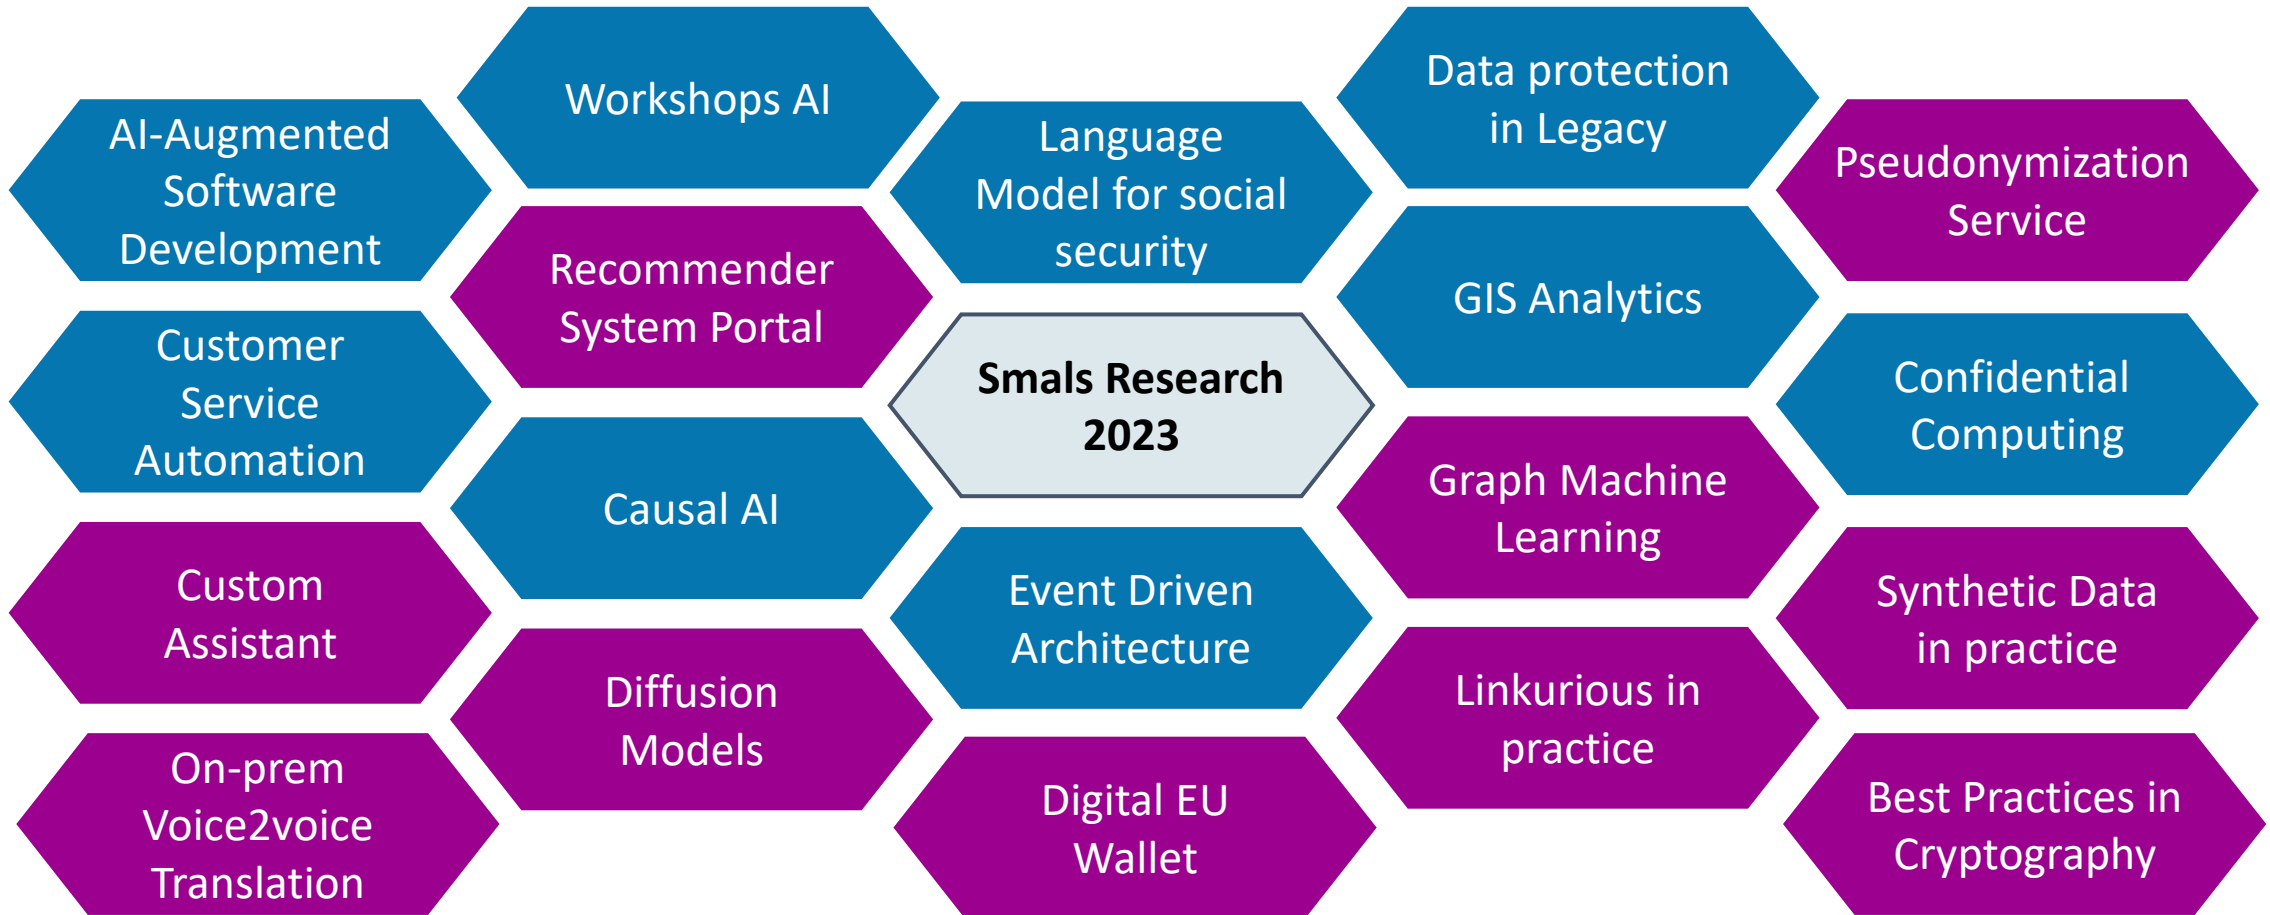 AI-Augmented
Software
Development
Customer
Service
Automation
Custom
Assistant
On-prem
Voice2voice
Translation
Workshops AI
Recommender
System Portal
Causal AI
Diffusion
Models
Language
Model for social
security
Smals Research
2023
Event Driven
Architecture
Digital EU
Wallet
Data protection
in Legacy
GIS Analytics
Graph Machine
Learning
Linkurious in
practice
Pseudonymization
Service
Confidential
Computing
Synthetic Data
in practice
Best Practices in
Cryptography